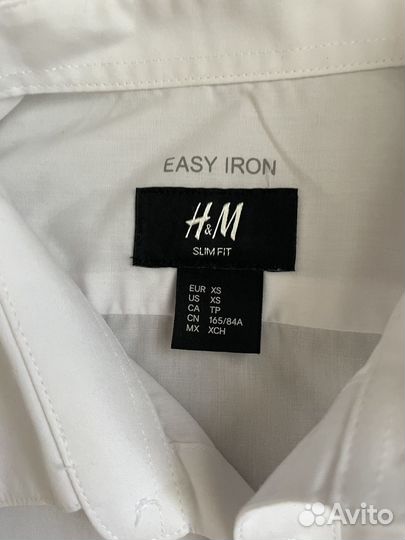 EASY IRON
H&M
SLIM FIT
EUR XS
US XS
CA TP
CN 165/84A
MX XCH
Avito